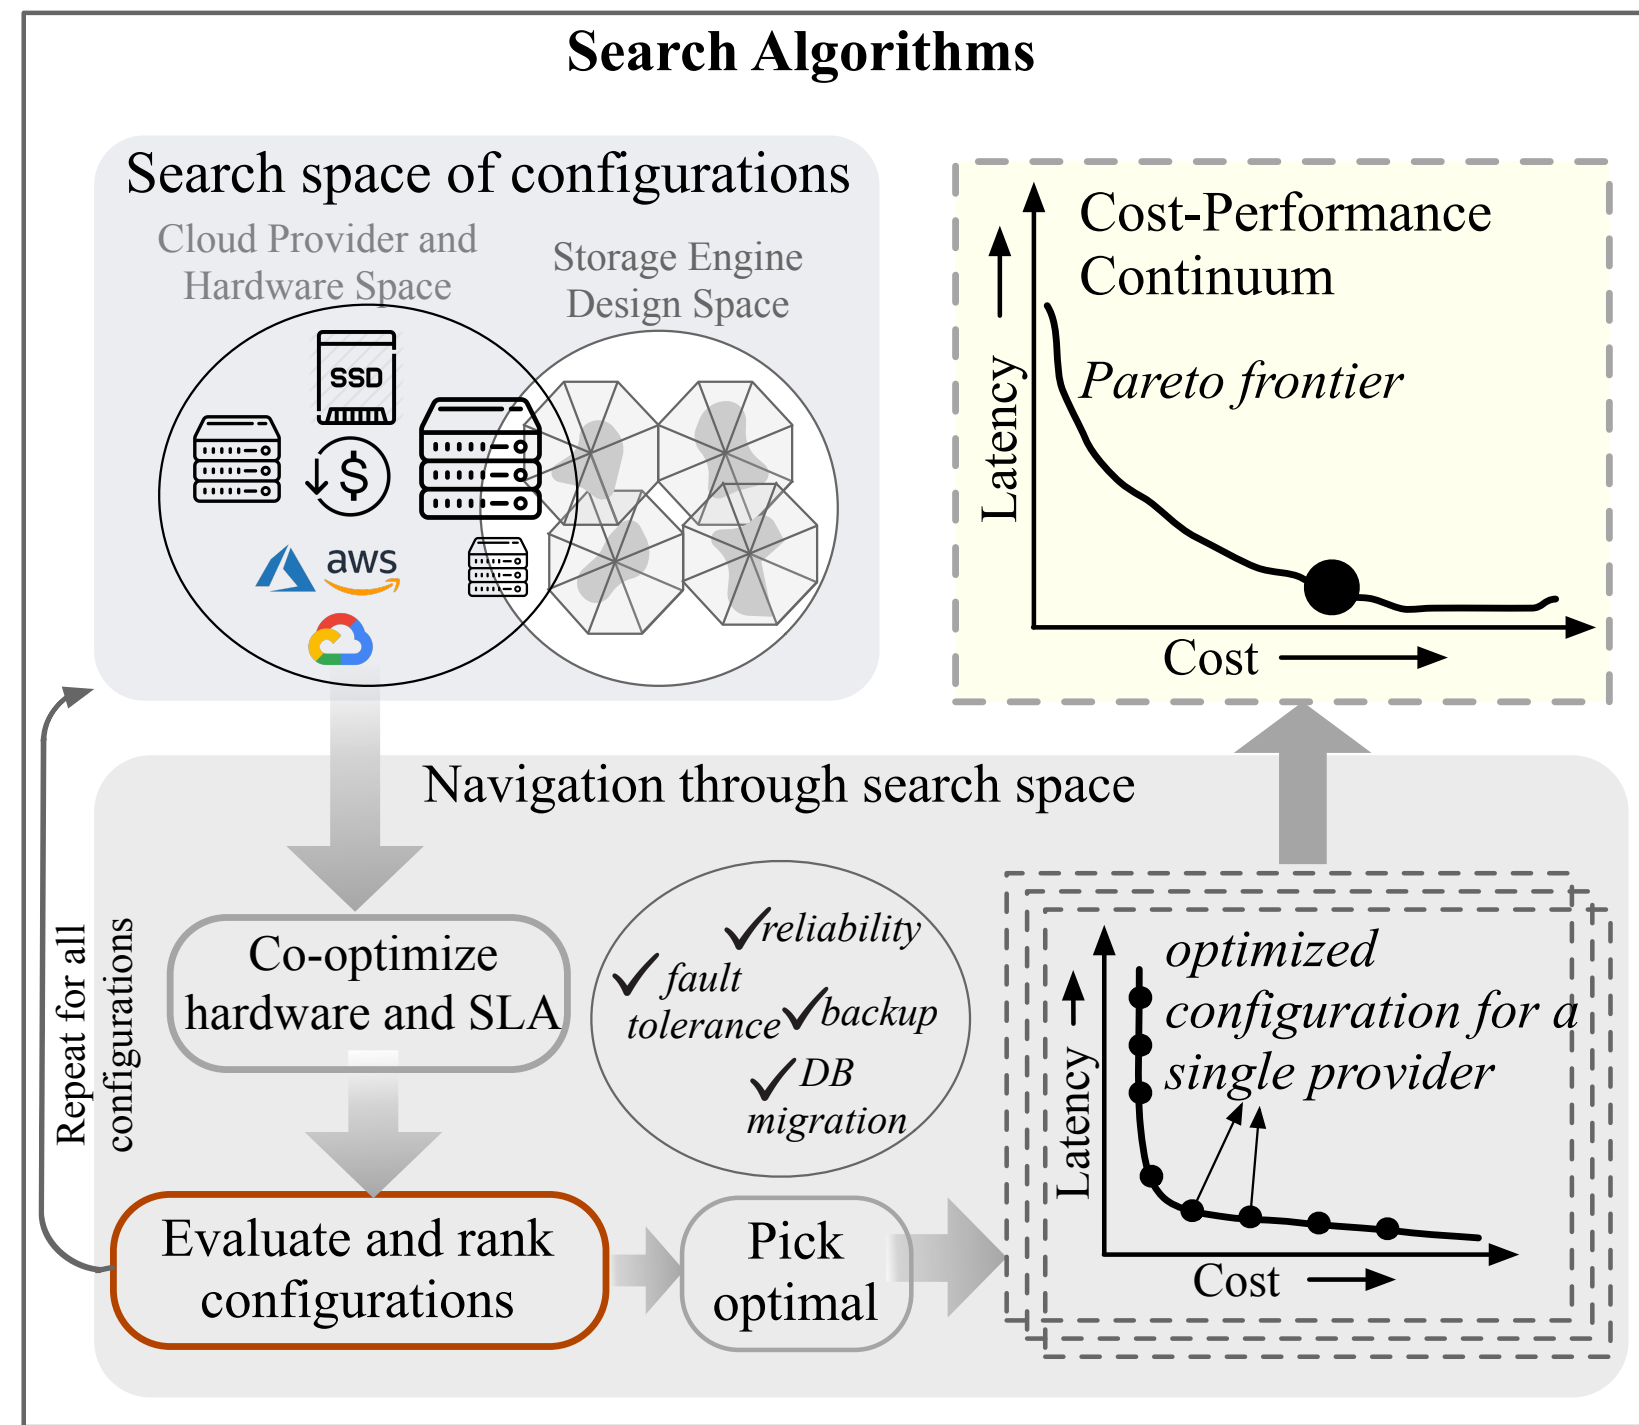 Search Algorithms
Search space of configurations
Cloud Provider and
Hardware Space
Storage Engine
Design Space
SSD
$
aws
Cost-Performance
Continuum
Pareto frontier
Latency
Cost
Navigation through search space
Repeat for all
configurations
Co-optimize
hardware and SLA
reliability
fault
tolerance
backup
DB
migration
Evaluate and rank
configurations
Pick
optimal
optimized
configuration for a
single provider
Latency
Cost